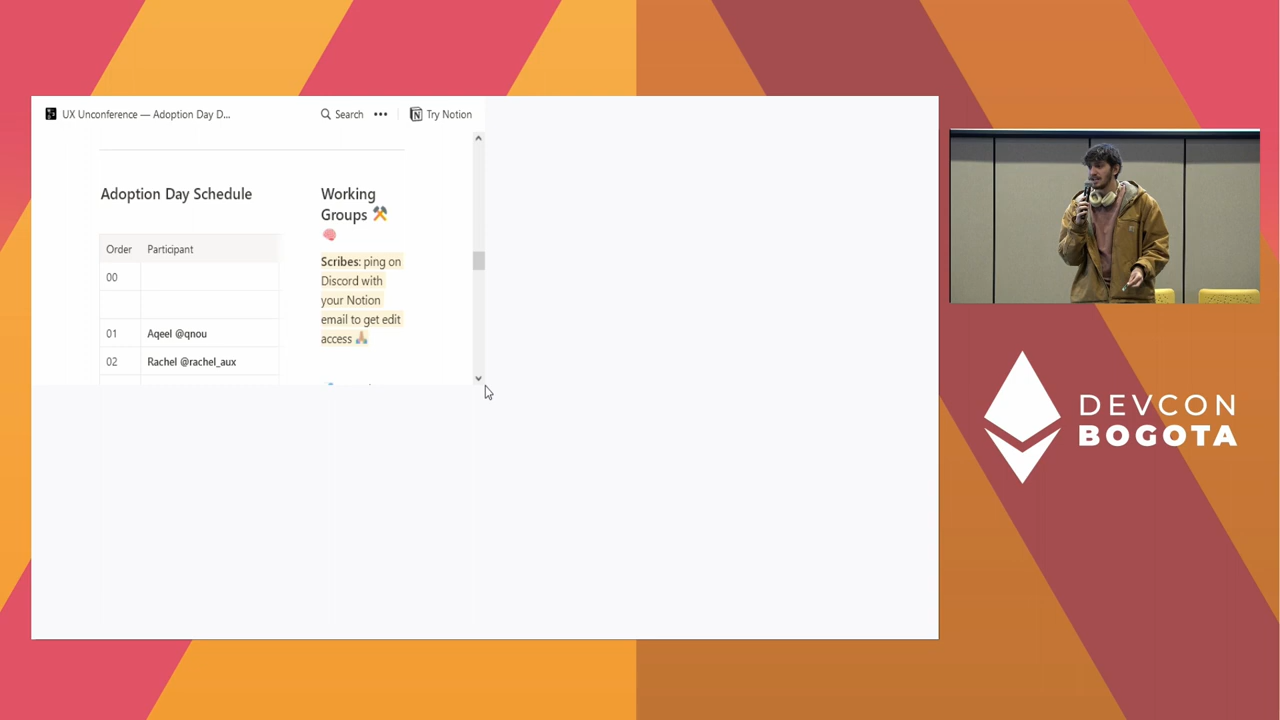 UX Unconference — Adoption Day D...
Search
•••
Try Notion
Adoption Day Schedule
Order Participant
00
01 Aqeel @qnou
02 Rachel @rachel_aux
Working
Groups ⚒️
🧠
Scribes: ping on
Discord with
your Notion
email to get edit
access 🙏🏼
DEVCON
BOGOTA